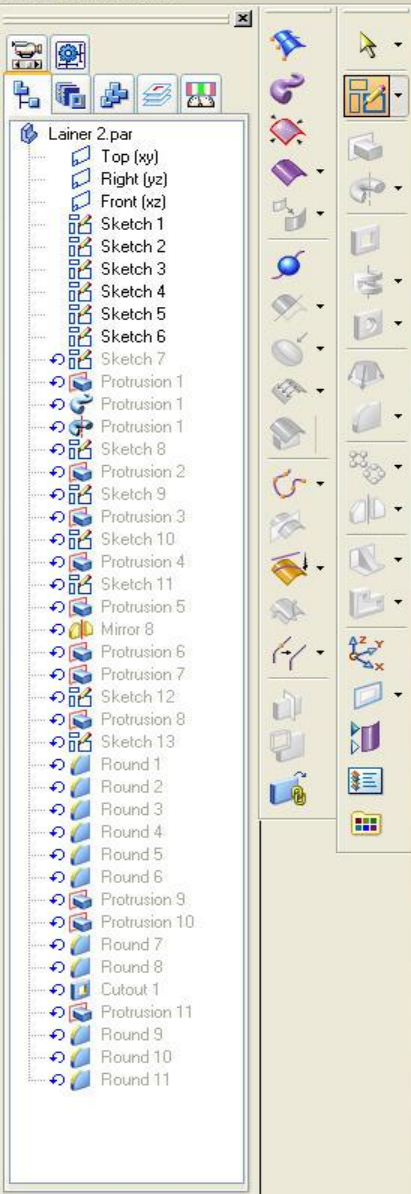 Lainer 2.par
Top (xy)
Right (yz)
Front (xz)
Sketch 1
Sketch 2
Sketch 3
Sketch 4
Sketch 5
Sketch 6
Sketch 7
Protrusion 1
Protrusion 1
Protrusion 1
Sketch 8
Protrusion 2
Sketch 9
Protrusion 3
Sketch 10
Protrusion 4
Sketch 11
Protrusion 5
Mirror 8
Protrusion 6
Protrusion 7
Sketch 12
Protrusion 8
Sketch 13
Round 1
Round 2
Round 3
Round 4
Round 5
Round 6
Protrusion 9
Protrusion 10
Round 7
Round 8
Cutout 1
Protrusion 11
Round 9
Round 10
Round 11